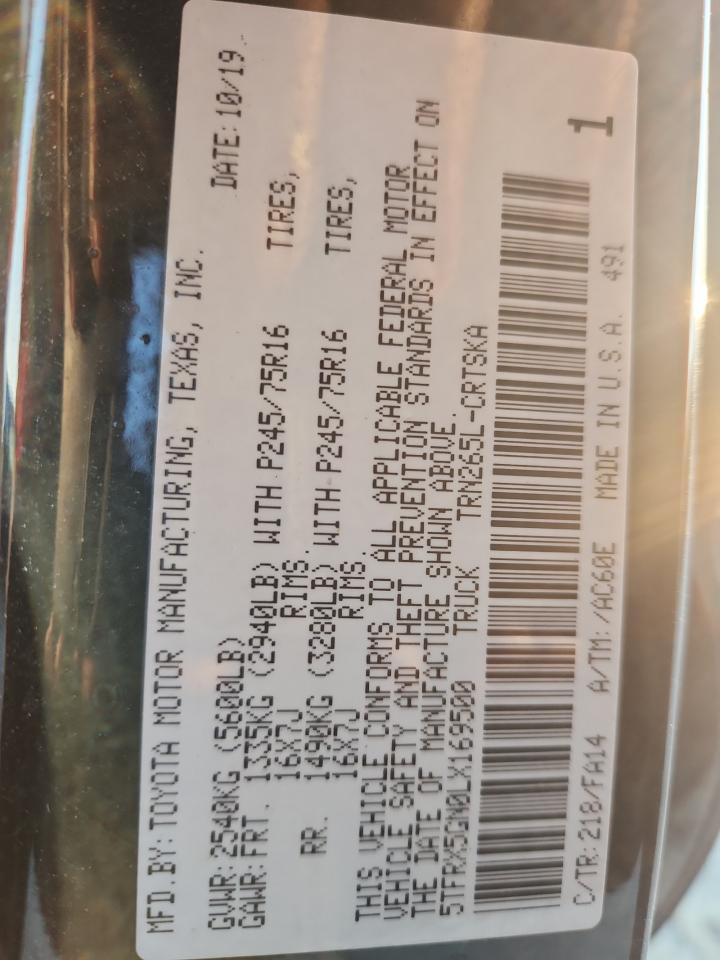 MFD.BY: TOYOTA MOTOR MANUFACTURING, TEXAS, INC.
GVWR: 2540KG (5600LB) DATE: 10/19
GAWR: FRT. 1335KG (2940LB) WITH P245/75R16 TIRES,
16X7J RIMS.
RR. 1490KG (3280LB) WITH P245/75R16 TIRES,
16X7J RIMS.
THIS VEHICLE CONFORMS TO ALL APPLICABLE FEDERAL MOTOR
VEHICLE SAFETY AND THEFT PREVENTION STANDARDS IN EFFECT ON
THE DATE OF MANUFACTURE SHOWN ABOVE.
5TFRX5GN0LX169500 TRUCK TRN265L-CRTSKA
C/TR: 218/FA14 A/TM: /AC60E MADE IN U.S.A. 491
1